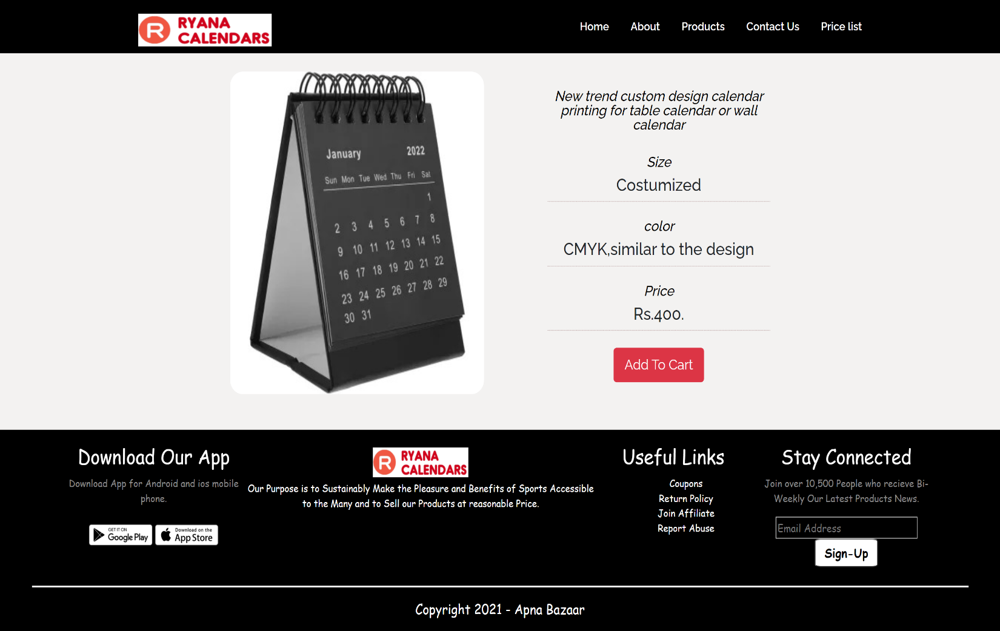 R RYANA
CALENDARS
Home About Products Contact Us Price list
January 2022
Sun Mon Tue Wed Thu Fri Sat
1
2 3 4 5 6 7 8
9 10 11 12 13 14 15
16 17 18 19 20 21 22
23 24 25 26 27 28 29
30 31
New trend custom design calendar
printing for table calendar or wall
calendar
Size
Costumized
color
CMYK,similar to the design
Price
Rs.400.
Add To Cart
Download Our App
Download App for Android and ios mobile
phone.
GET IT ON
Google Play
Download on the
App Store
R RYANA
CALENDARS
Our Purpose is to Sustainably Make the Pleasure and Benefits of Sports Accessible
to the Many and to Sell our Products at reasonable Price.
Useful Links
Coupons
Return Policy
Join Affiliate
Report Abuse
Stay Connected
Join over 10,500 People who recieve Bi-
Weekly Our Latest Products News.
Email Address
Sign-Up
Copyright 2021 - Apna Bazaar